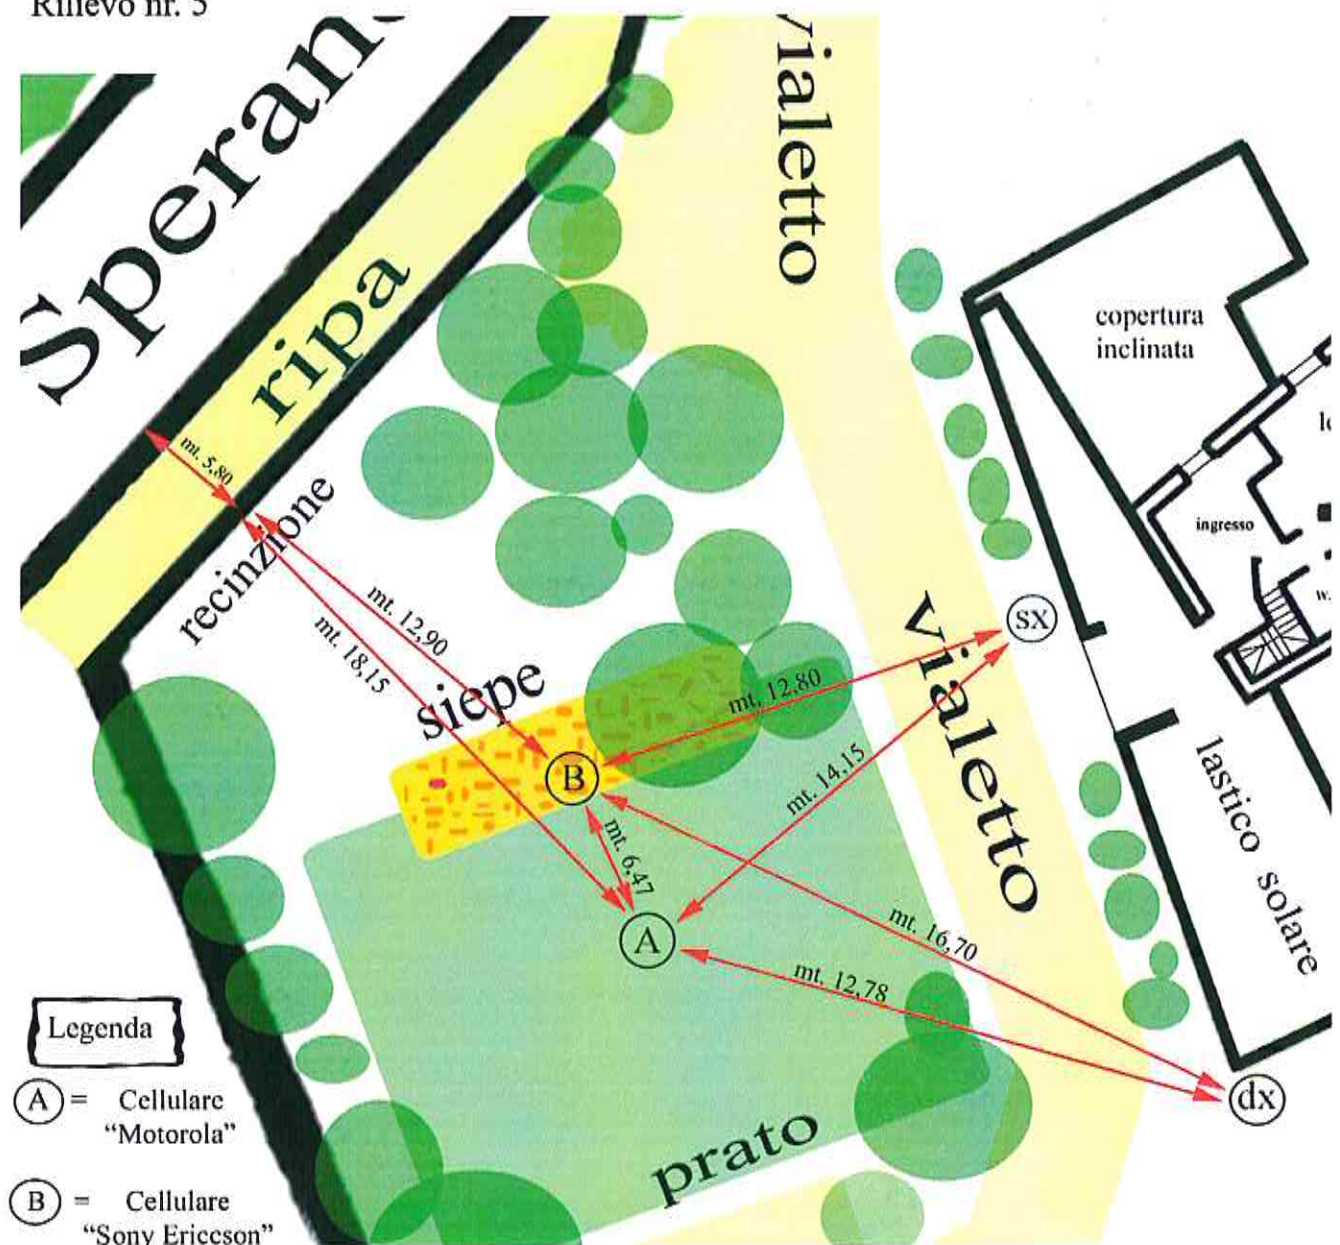 Rilievo nr. 5
vialetto
ripa
copertura
inclinata
mt. 5,80
recinzione
ingresso
mt. 12,90
mt. 18,15
siepe
sx
vialetto
mt. 12,80
B
mt. 14,15
lastico solare
mt. 6,47
A
mt. 16,70
mt. 12,78
Legenda
dx
A = Cellulare
“Motorola”
prato
B = Cellulare
“Sony Ericcson”